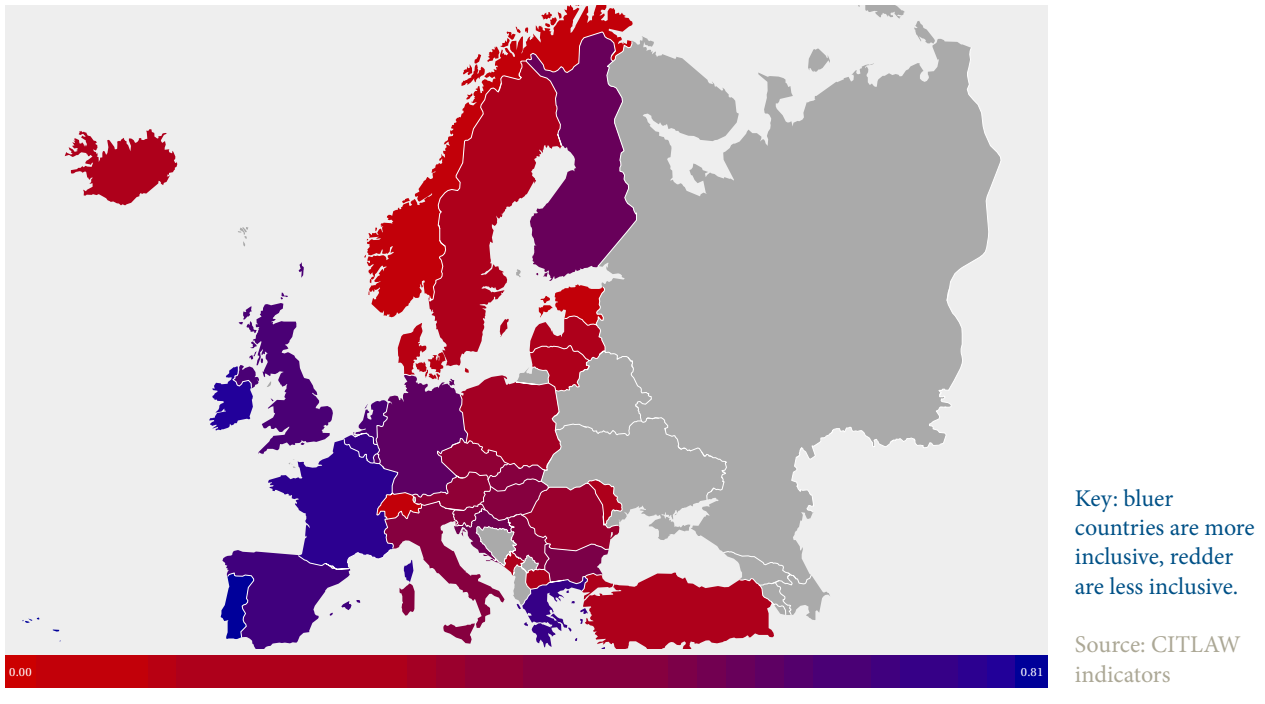 Key: bluer
countries are more
inclusive, redder
are less inclusive.
Source: CITLAW
indicators
0.00
0.81